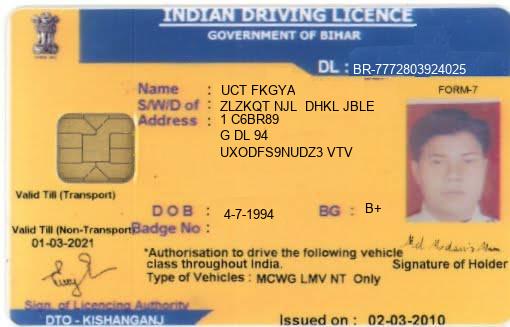 INDIAN DRIVING LICENCE
GOVERNMENT OF BIHAR
DL : BR-7772803924025
Name : UCT FKGYA
FORM-7
S/W/D of : ZLZKQT NJL DHKL JBLE
Address : 1 C6BR89
G DL 94
UXODFS9NUDZ3 VTV
Valid Till (Transport)
D O B : 4-7-1994 BG : B+
Valid Till (Non-Transport)
Badge No :
01-03-2021
*Authorisation to drive the following vehicle
class throughout India.
Signature of Holder
Type of Vehicles : MCWG LMV NT Only
Sign. of Licencing Authority
DTO - KISHANGANJ
Issued on : 02-03-2010